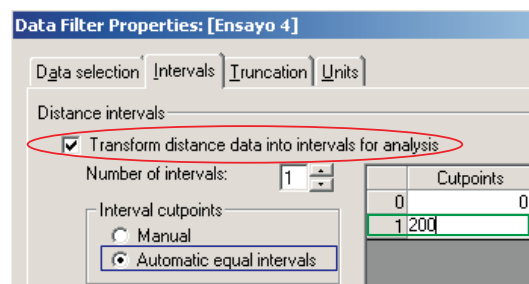 Data Filter Properties: [Ensayo 4]
Data selection Intervals Truncation Units
Distance intervals
Transform distance data into intervals for analysis
Number of intervals: 1
Cutpoints
0 0
1 200
Interval cutpoints
Manual
Automatic equal intervals